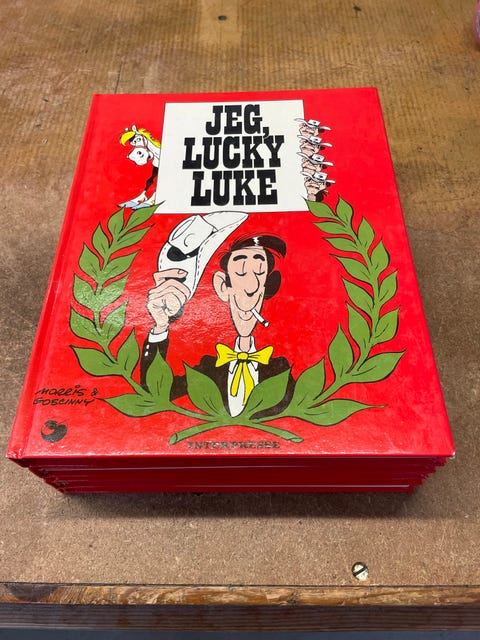 JEG,
LUCKY
LUKE
MORRIS &
GOSCINNY
INTERPRESSE